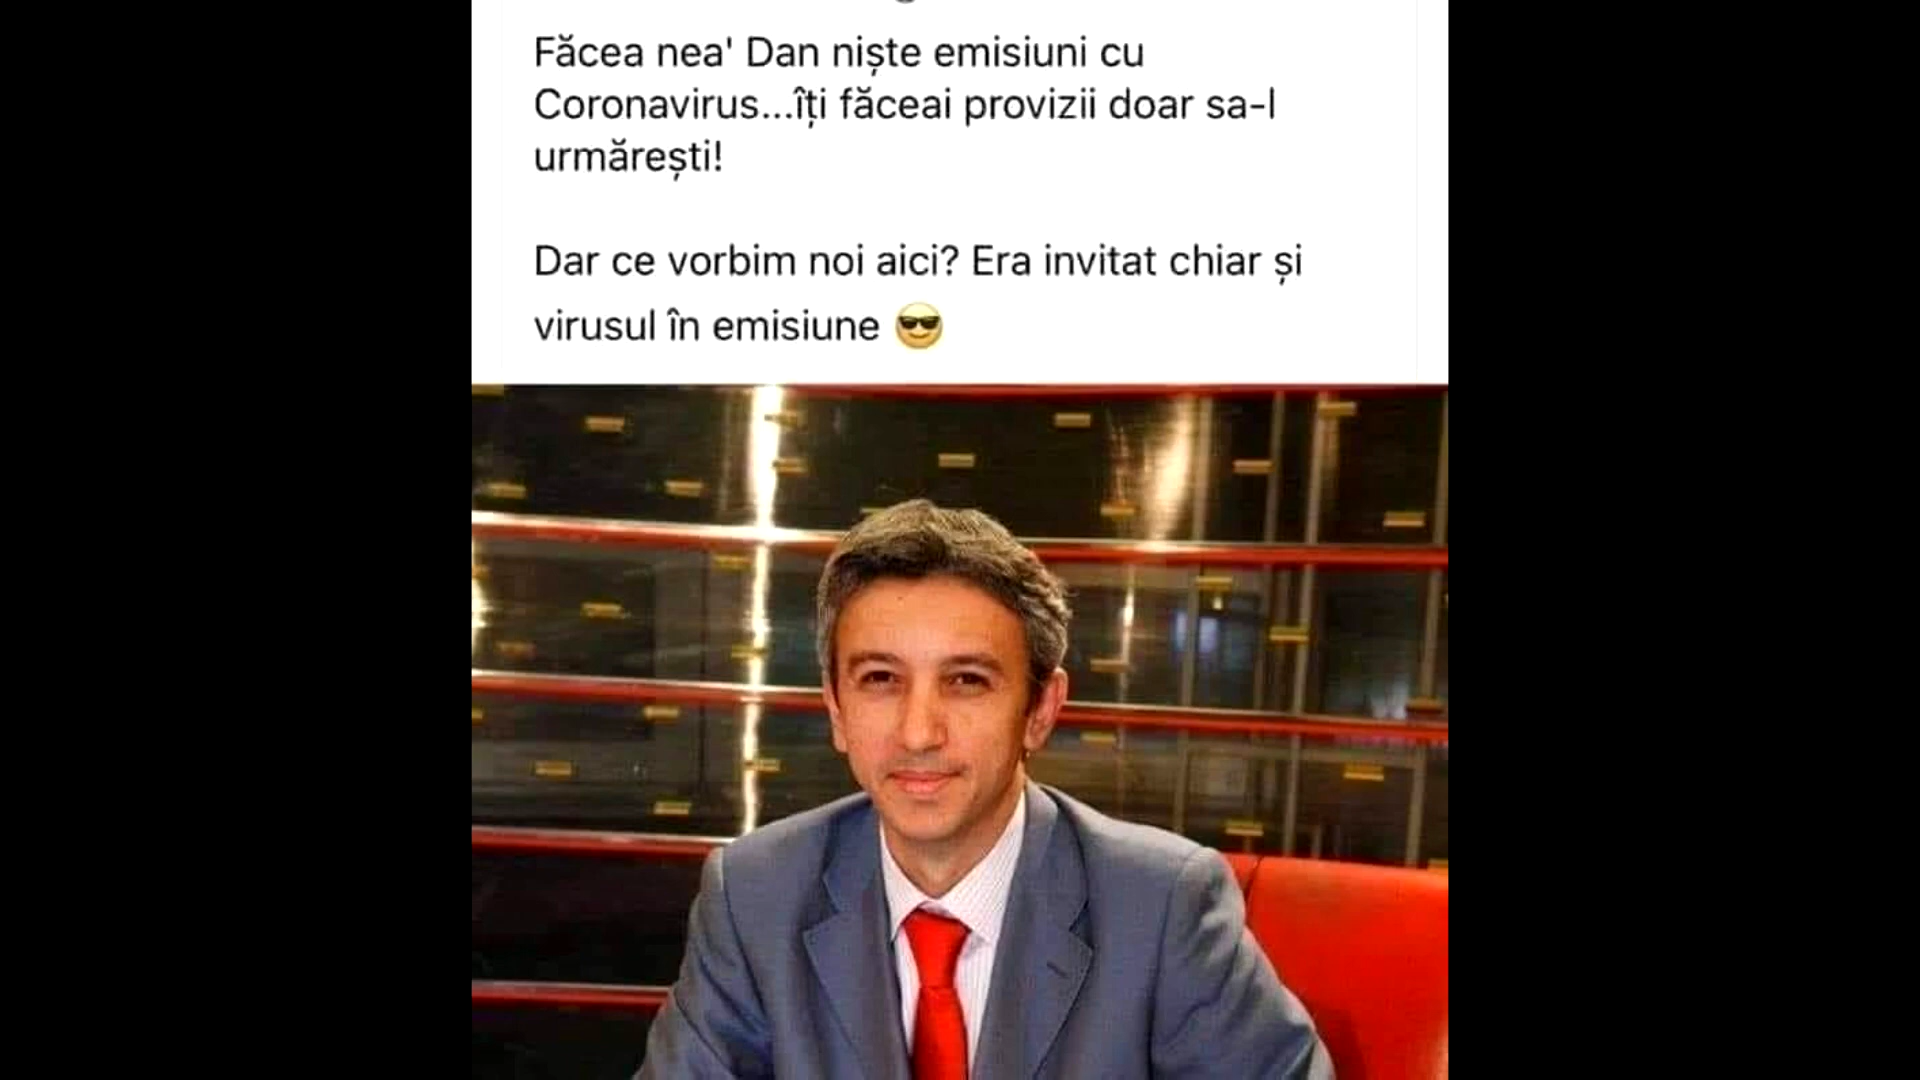 Făcea nea' Dan niște emisiuni cu
Coronavirus...îți făceai provizii doar sa-l
urmărești!
Dar ce vorbim noi aici? Era invitat chiar și
virusul în emisiune 😎